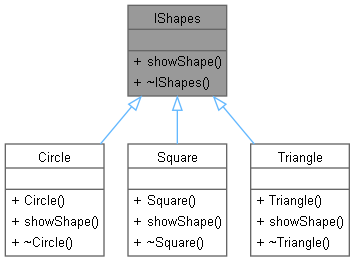 IShapes
+ showShape()
+ ~IShapes()
Circle
+ Circle()
+ showShape()
+ ~Circle()
Square
+ Square()
+ showShape()
+ ~Square()
Triangle
+ Triangle()
+ showShape()
+ ~Triangle()